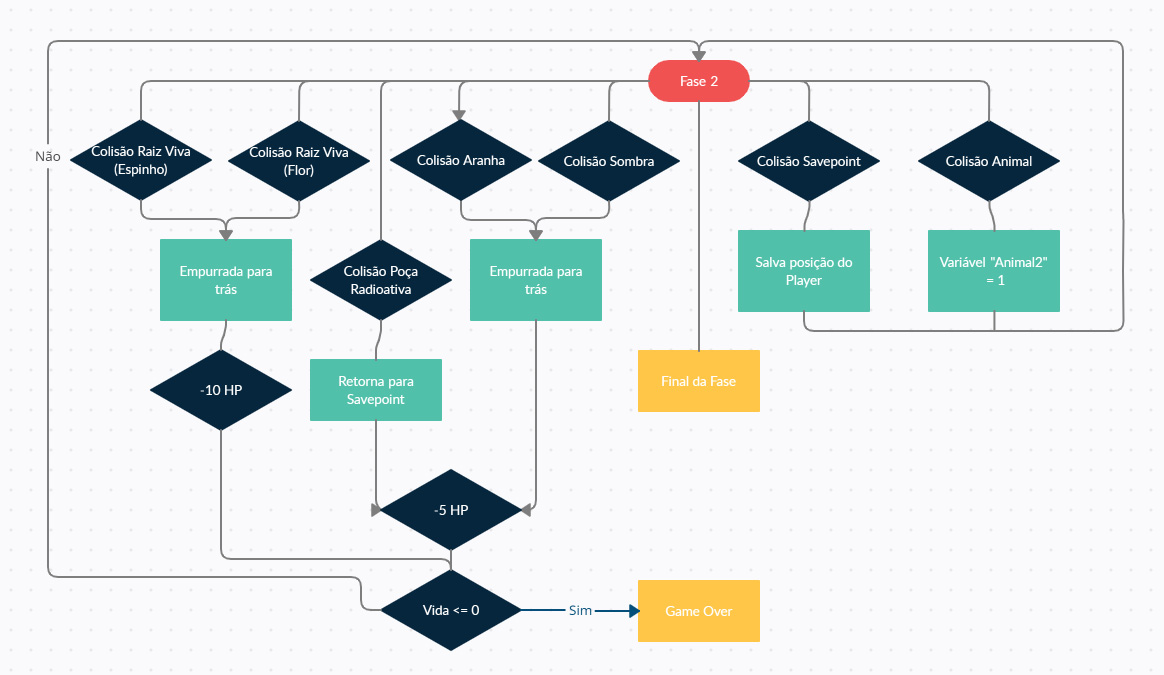 Fase 2
Não
Colisão Raiz Viva
(Espinho)
Colisão Raiz Viva
(Flor)
Colisão Aranha
Colisão Sombra
Colisão Savepoint
Colisão Animal
Empurrada para
trás
Colisão Poça
Radioativa
Empurrada para
trás
Salva posição do
Player
Variável "Animal2"
= 1
-10 HP
Retorna para
Savepoint
Final da Fase
-5 HP
Vida <= 0
Sim
Game Over